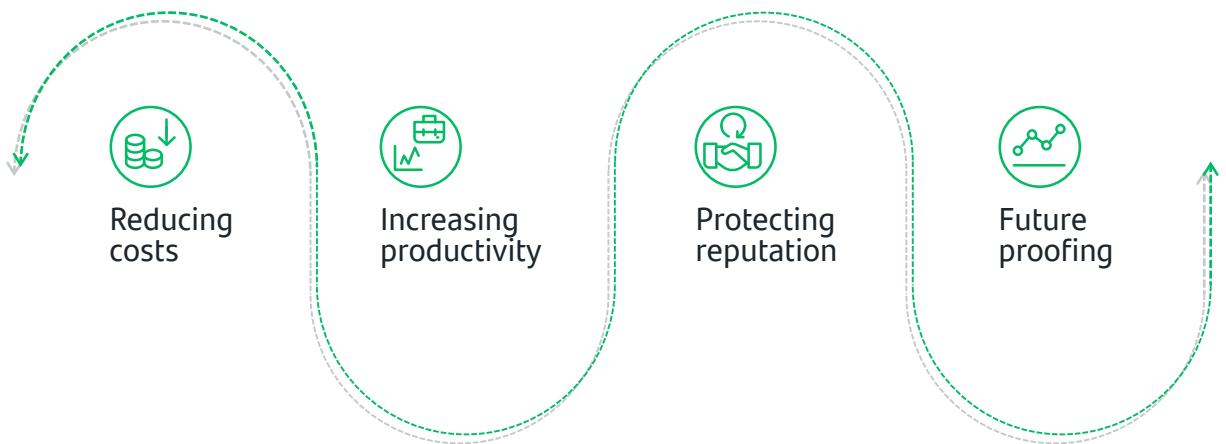 Reducing
costs
Increasing
productivity
Protecting
reputation
Future
proofing